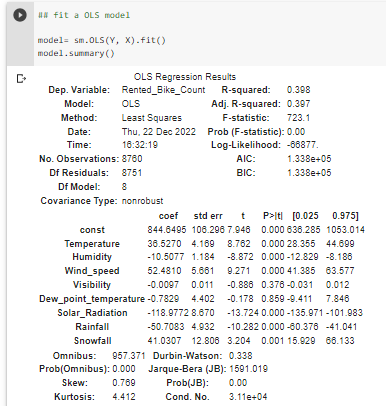 ## fit a OLS model
model= sm.OLS(Y, X).fit()
model.summary()
OLS Regression Results
Dep. Variable: Rented_Bike_Count R-squared: 0.398
Model: OLS Adj. R-squared: 0.397
Method: Least Squares F-statistic: 723.1
Date: Thu, 22 Dec 2022 Prob (F-statistic): 0.00
Time: 16:32:19 Log-Likelihood: -66877.
No. Observations: 8760 AIC: 1.338e+05
Df Residuals: 8751 BIC: 1.338e+05
Df Model: 8
Covariance Type: nonrobust
coef std err t P>|t| [0.025 0.975]
const 844.6495 106.296 7.946 0.000 636.285 1053.014
Temperature 36.5270 4.169 8.762 0.000 28.355 44.699
Humidity -10.5077 1.184 -8.872 0.000 -12.829 -8.186
Wind_speed 52.4810 5.661 9.271 0.000 41.385 63.577
Visibility -0.0097 0.011 -0.886 0.376 -0.031 0.012
Dew_point_temperature -0.7829 4.402 -0.178 0.859 -9.411 7.846
Solar_Radiation -118.9772 8.670 -13.724 0.000 -135.971 -101.983
Rainfall -50.7083 4.932 -10.282 0.000 -60.376 -41.041
Snowfall 41.0307 12.806 3.204 0.001 15.929 66.133
Omnibus: 957.371 Durbin-Watson: 0.338
Prob(Omnibus): 0.000 Jarque-Bera (JB): 1591.019
Skew: 0.769 Prob(JB): 0.00
Kurtosis: 4.412 Cond. No. 3.11e+04